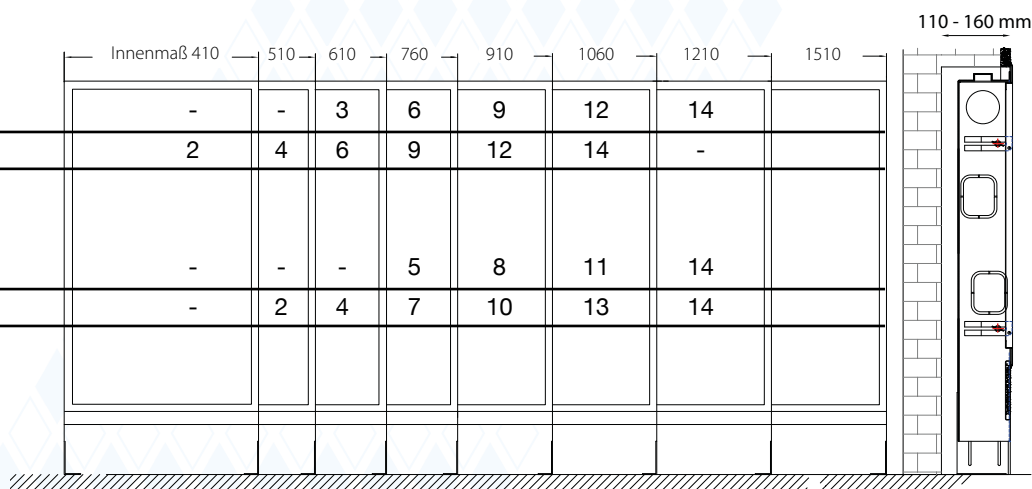 110 - 160 mm
Innenmaß 410 510 610 760 910 1060 1210 1510
- - 3 6 9 12 14
2 4 6 9 12 14 -
- - - 5 8 11 14
- 2 4 7 10 13 14